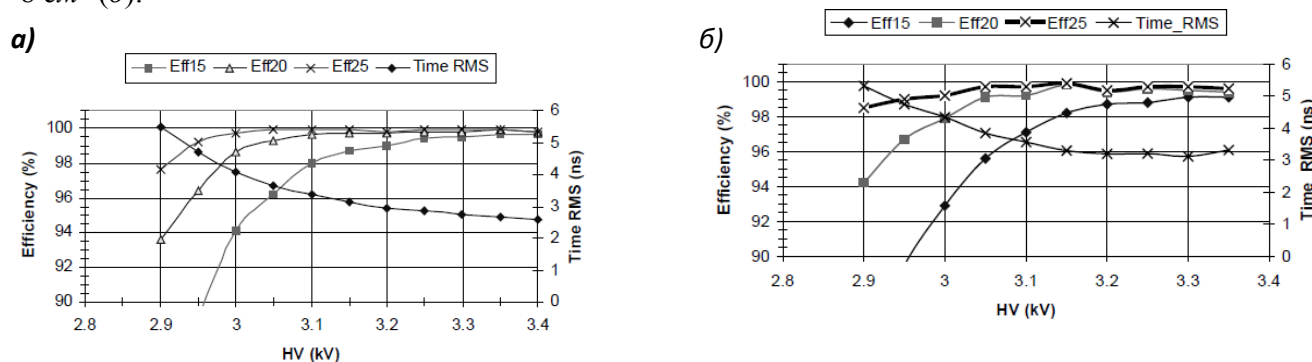 а)
Eff15 Eff20 Eff25 Time RMS
Efficiency (%)
100
98
96
94
92
90
6
5
4
3
2
1
0
Time RMS (ns)
2.8 2.9 3 3.1 3.2 3.3 3.4
HV (kV)
б)
Eff15 Eff20 Eff25 Time_RMS
Efficiency (%)
100
98
96
94
92
90
6
5
4
3
2
1
0
Time_RMS (ns)
2.8 2.9 3 3.1 3.2 3.3 3.4
HV (kV)